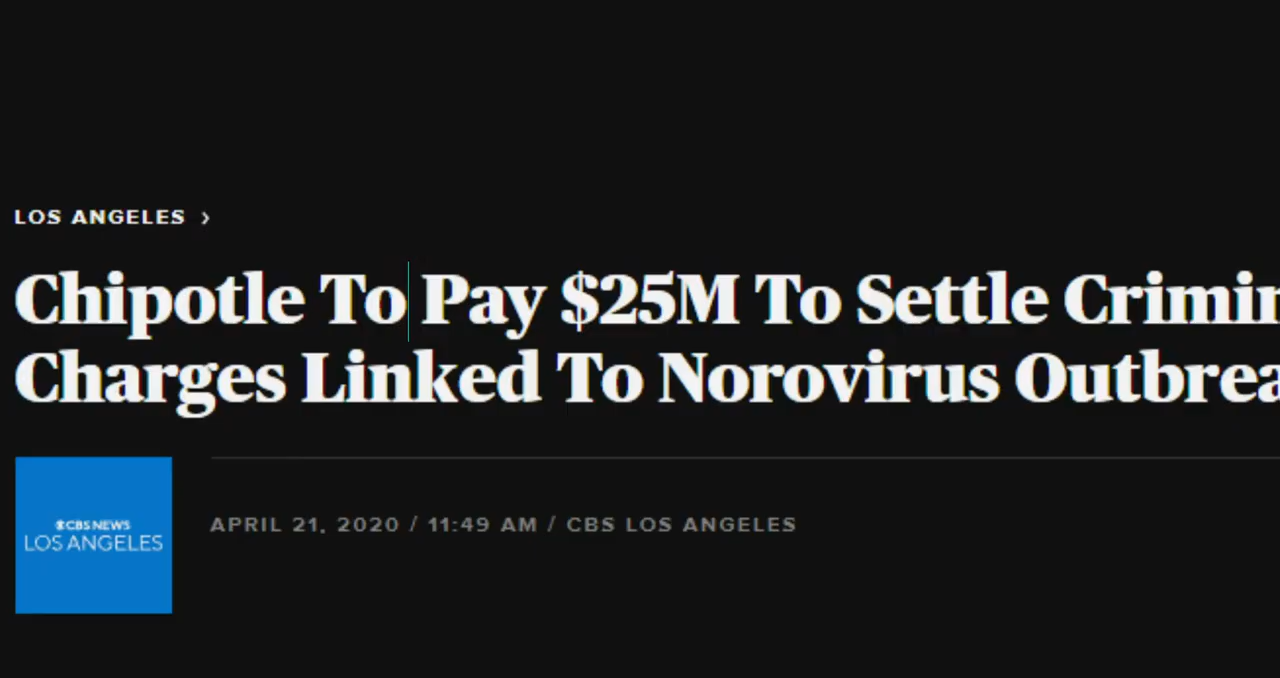 LOS ANGELES >
Chipotle To Pay $25M To Settle Crimin
Charges Linked To Norovirus Outbrea
CBS NEWS
LOS ANGELES
APRIL 21, 2020 / 11:49 AM / CBS LOS ANGELES